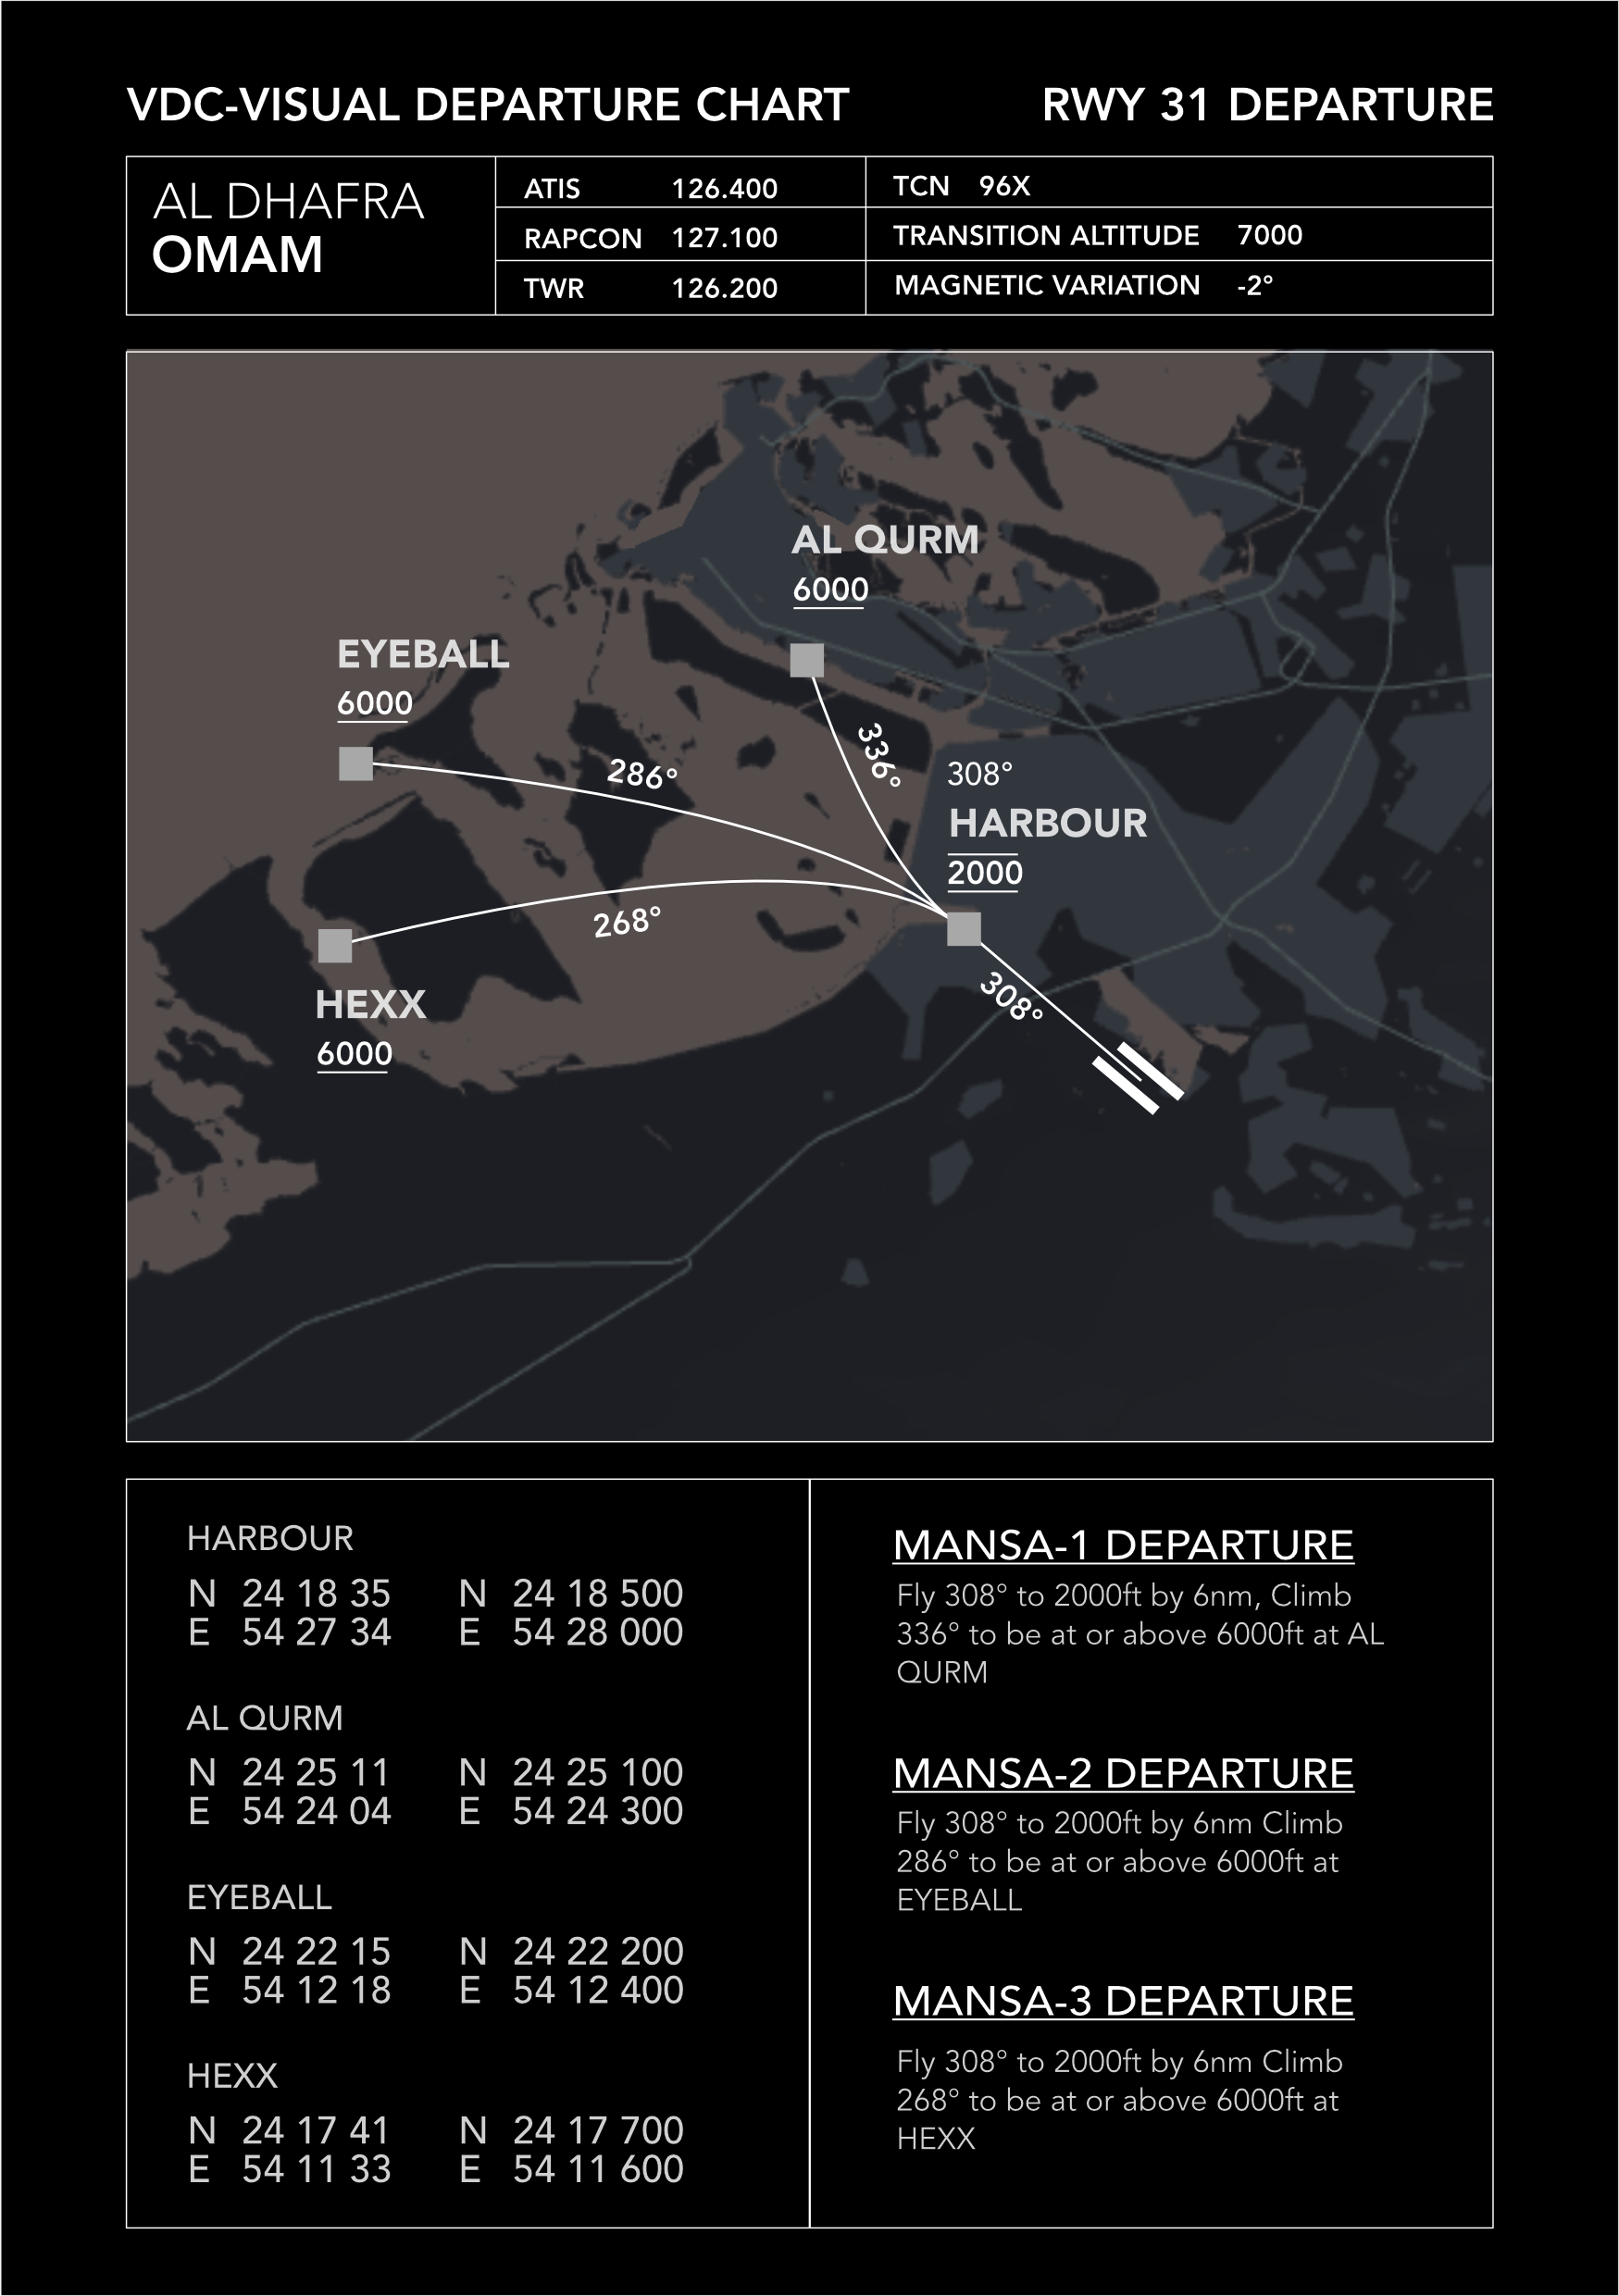 VDC-VISUAL DEPARTURE CHART
RWY 31 DEPARTURE
AL DHAFRA
OMAM
ATIS 126.400
RAPCON 127.100
TWR 126.200
TCN 96X
TRANSITION ALTITUDE 7000
MAGNETIC VARIATION -2°
AL QURM
6000
EYEBALL
6000
336°
286°
308°
HARBOUR
2000
268°
308°
HEXX
6000
HARBOUR
N 24 18 35 N 24 18 500
E 54 27 34 E 54 28 000
AL QURM
N 24 25 11 N 24 25 100
E 54 24 04 E 54 24 300
EYEBALL
N 24 22 15 N 24 22 200
E 54 12 18 E 54 12 400
HEXX
N 24 17 41 N 24 17 700
E 54 11 33 E 54 11 600
MANSA-1 DEPARTURE
Fly 308° to 2000ft by 6nm, Climb
336° to be at or above 6000ft at AL
QURM
MANSA-2 DEPARTURE
Fly 308° to 2000ft by 6nm Climb
286° to be at or above 6000ft at
EYEBALL
MANSA-3 DEPARTURE
Fly 308° to 2000ft by 6nm Climb
268° to be at or above 6000ft at
HEXX